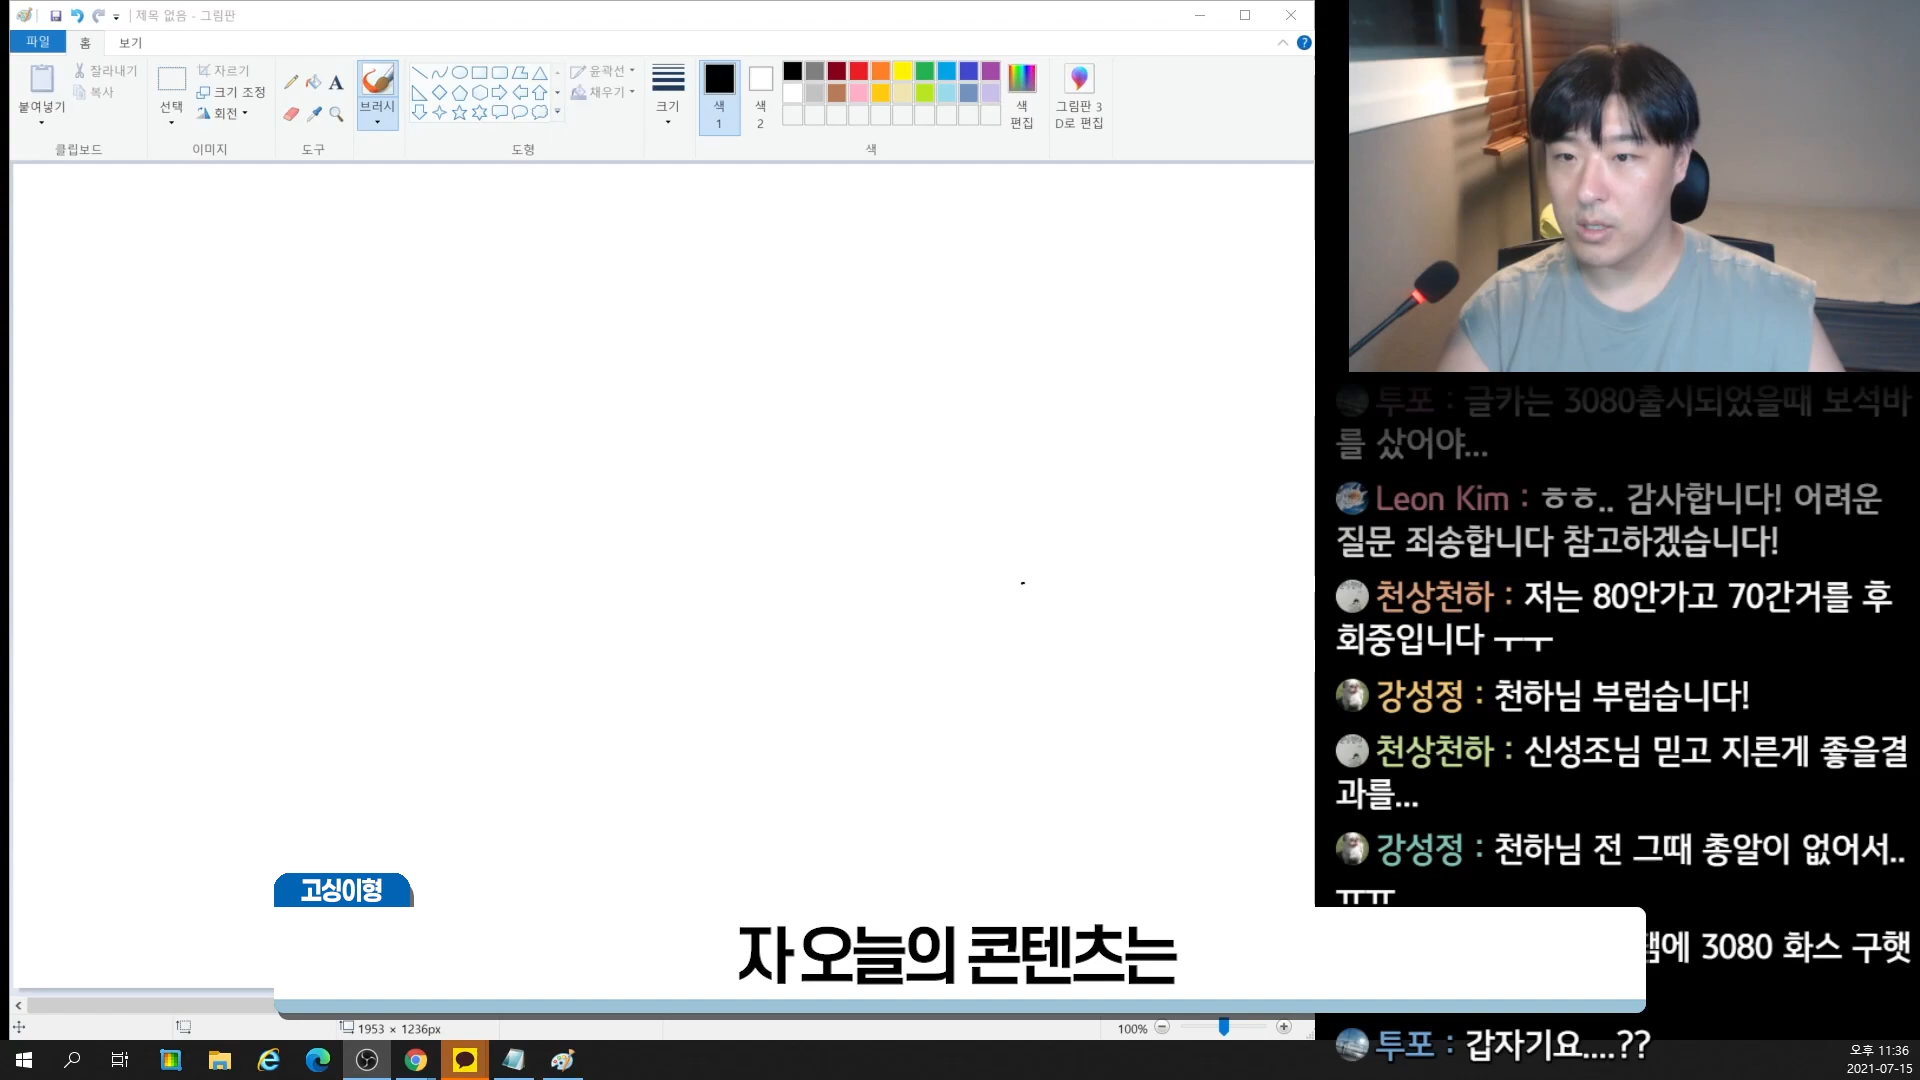 제목 없음 - 그림판
파일 홈 보기
붙여넣기
잘라내기
복사
클립보드
선택
자르기
크기 조정
회전
이미지
A
도구
브러시
윤곽선
채우기
도형
크기
색
1
색
2
색
편집
그림판 3
D로 편집
색
투포 : 글카는 3080출시되었을때 보석바
를 샀어야...
Leon Kim : ㅎㅎ.. 감사합니다! 어려운
질문 죄송합니다 참고하겠습니다!
천상천하 : 저는 80안가고 70간거를 후
회중입니다 ㅜㅜ
강성정 : 천하님 부럽습니다!
천상천하 : 신성조님 믿고 지른게 좋을결
과를...
강성정 : 천하님 전 그때 총알이 없어서..
ㅠㅠ
에 3080 화스 구햇
투포 : 갑자기요....??
고싱이형
자 오늘의 콘텐츠는
1953 × 1236px
100%
오후 11:36
2021-07-15